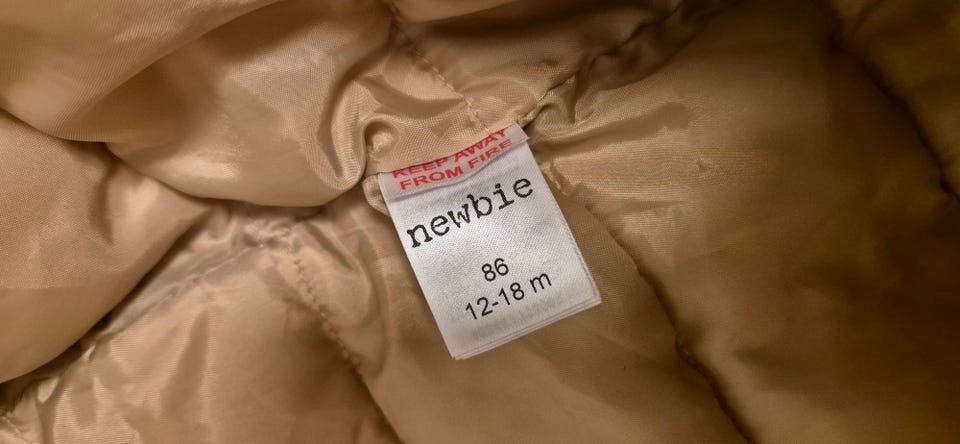 KEEP AWAY
FROM FIRE
newbie
86
12-18 m